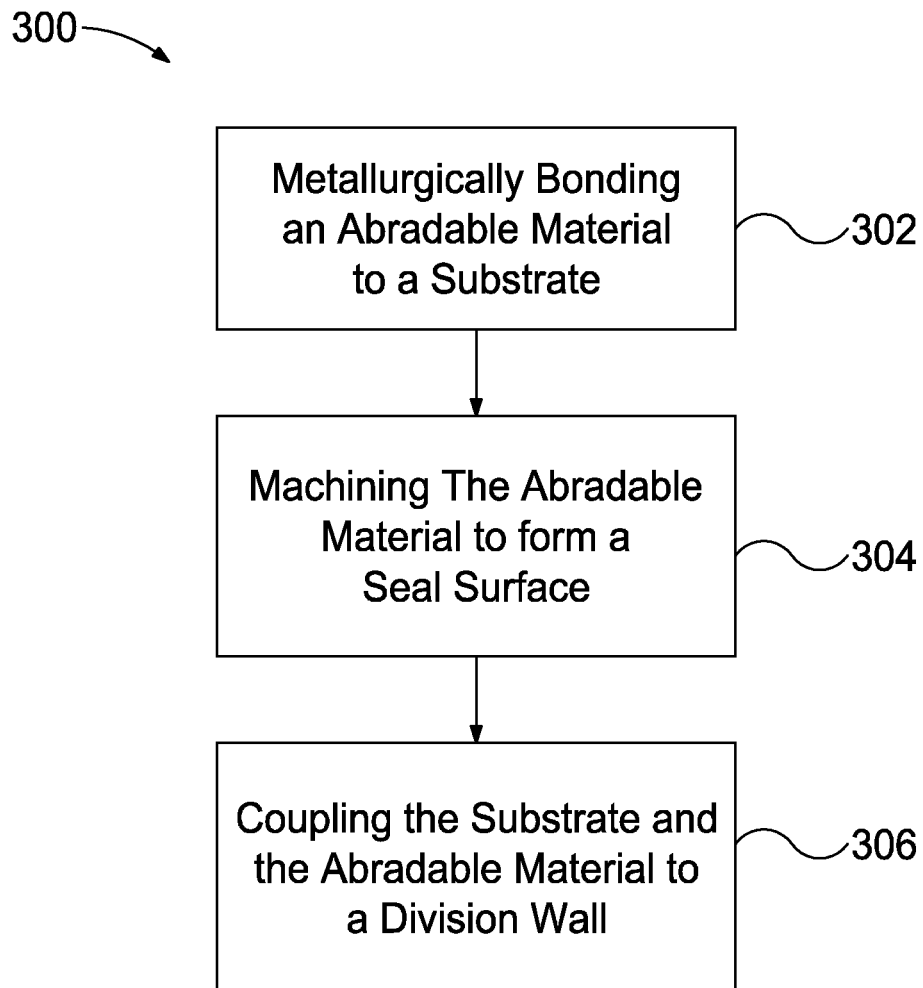 300
Metallurgically Bonding
an Abradable Material
to a Substrate
302
Machining The Abradable
Material to form a
Seal Surface
304
Coupling the Substrate and
the Abradable Material to
a Division Wall
306